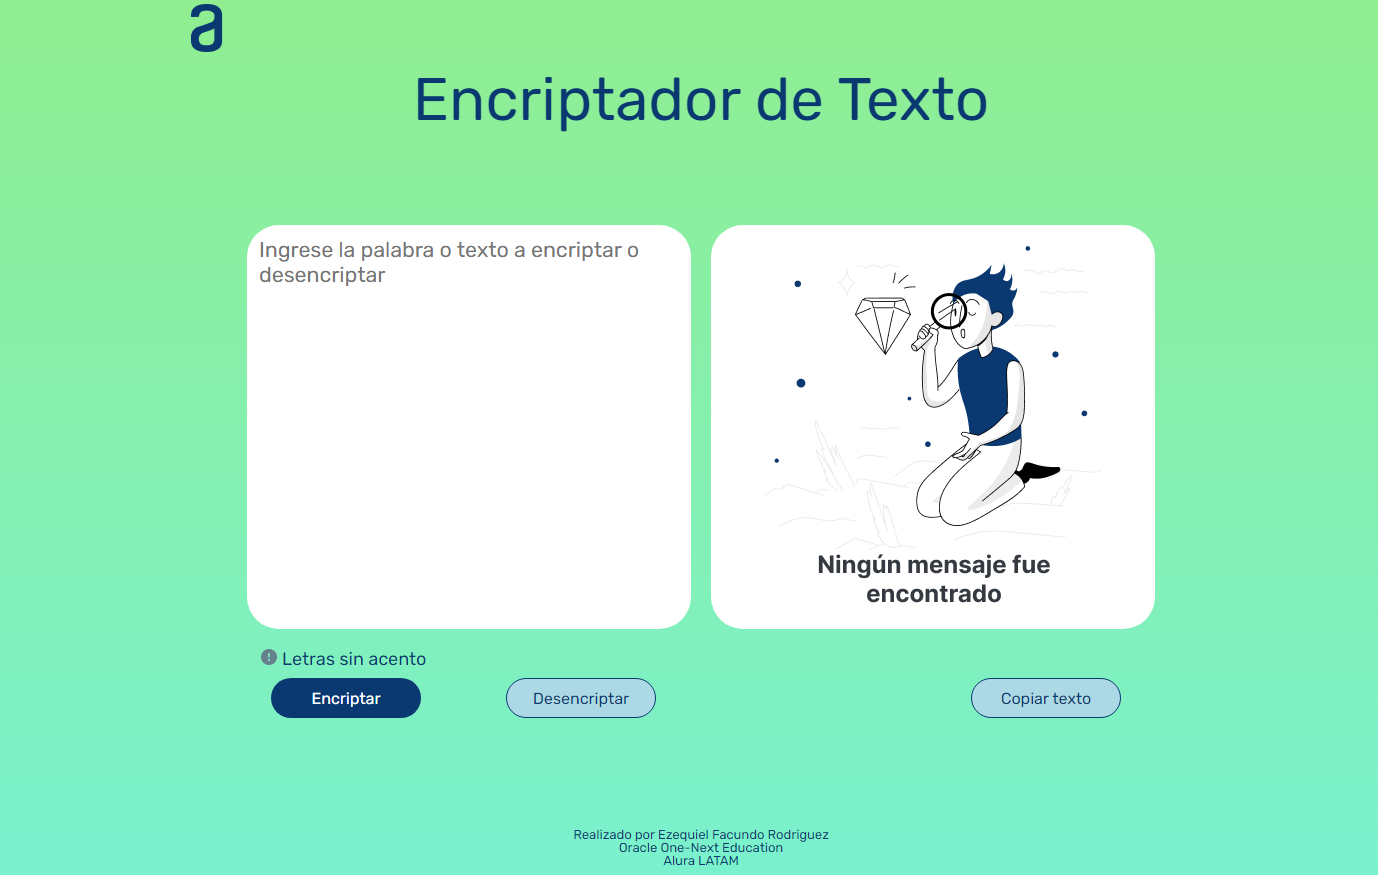 a
Encriptador de Texto
Ingrese la palabra o texto a encriptar o
desencriptar
Ningún mensaje fue
encontrado
! Letras sin acento
Encriptar
Desencriptar
Copiar texto
Realizado por Ezequiel Facundo Rodriguez
Oracle One-Next Education
Alura LATAM